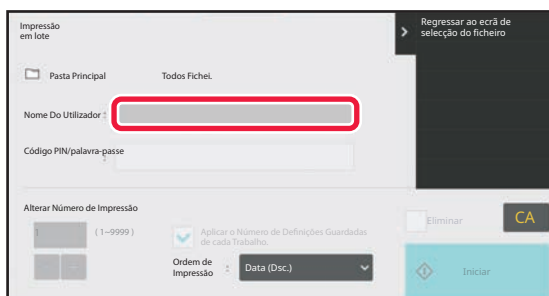 Impressão
em lote
Regressar ao ecrã de
selecção do ficheiro
Pasta Principal Todos Fichei.
Nome Do Utilizador :
Código PIN/palavra-passe
:
Alterar Número de Impressão
1 (1~9999)
Aplicar o Número de Definições Guardadas
de cada Trabalho.
Ordem de
Impressão : Data (Dsc.)
Eliminar CA
Iniciar